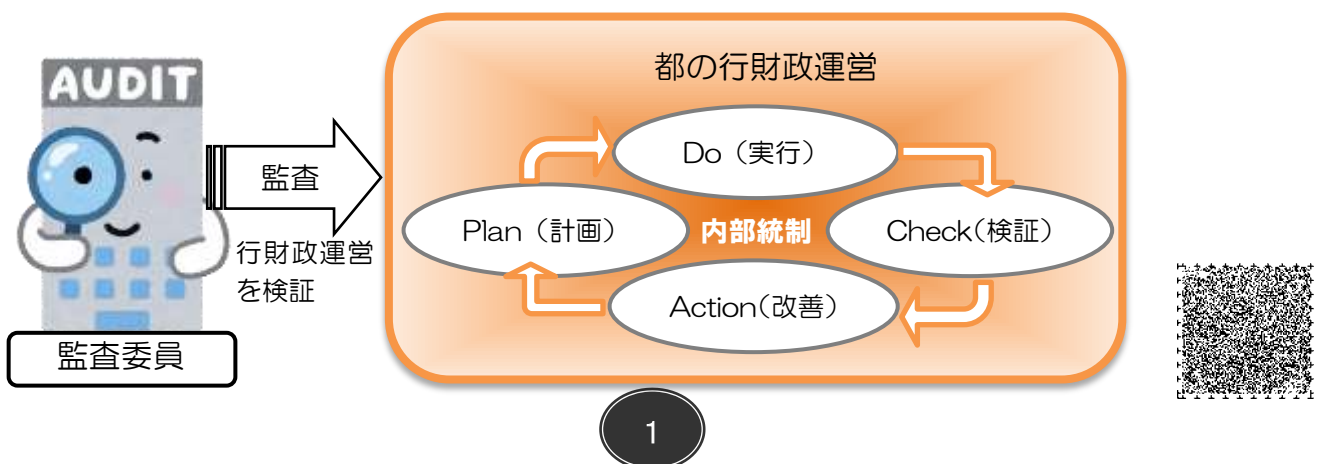 AUDIT
監査
行財政運営
を検証
監査委員
都の行財政運営
Do（実行）
Plan（計画）
内部統制
Check(検証）
Action(改善）
1